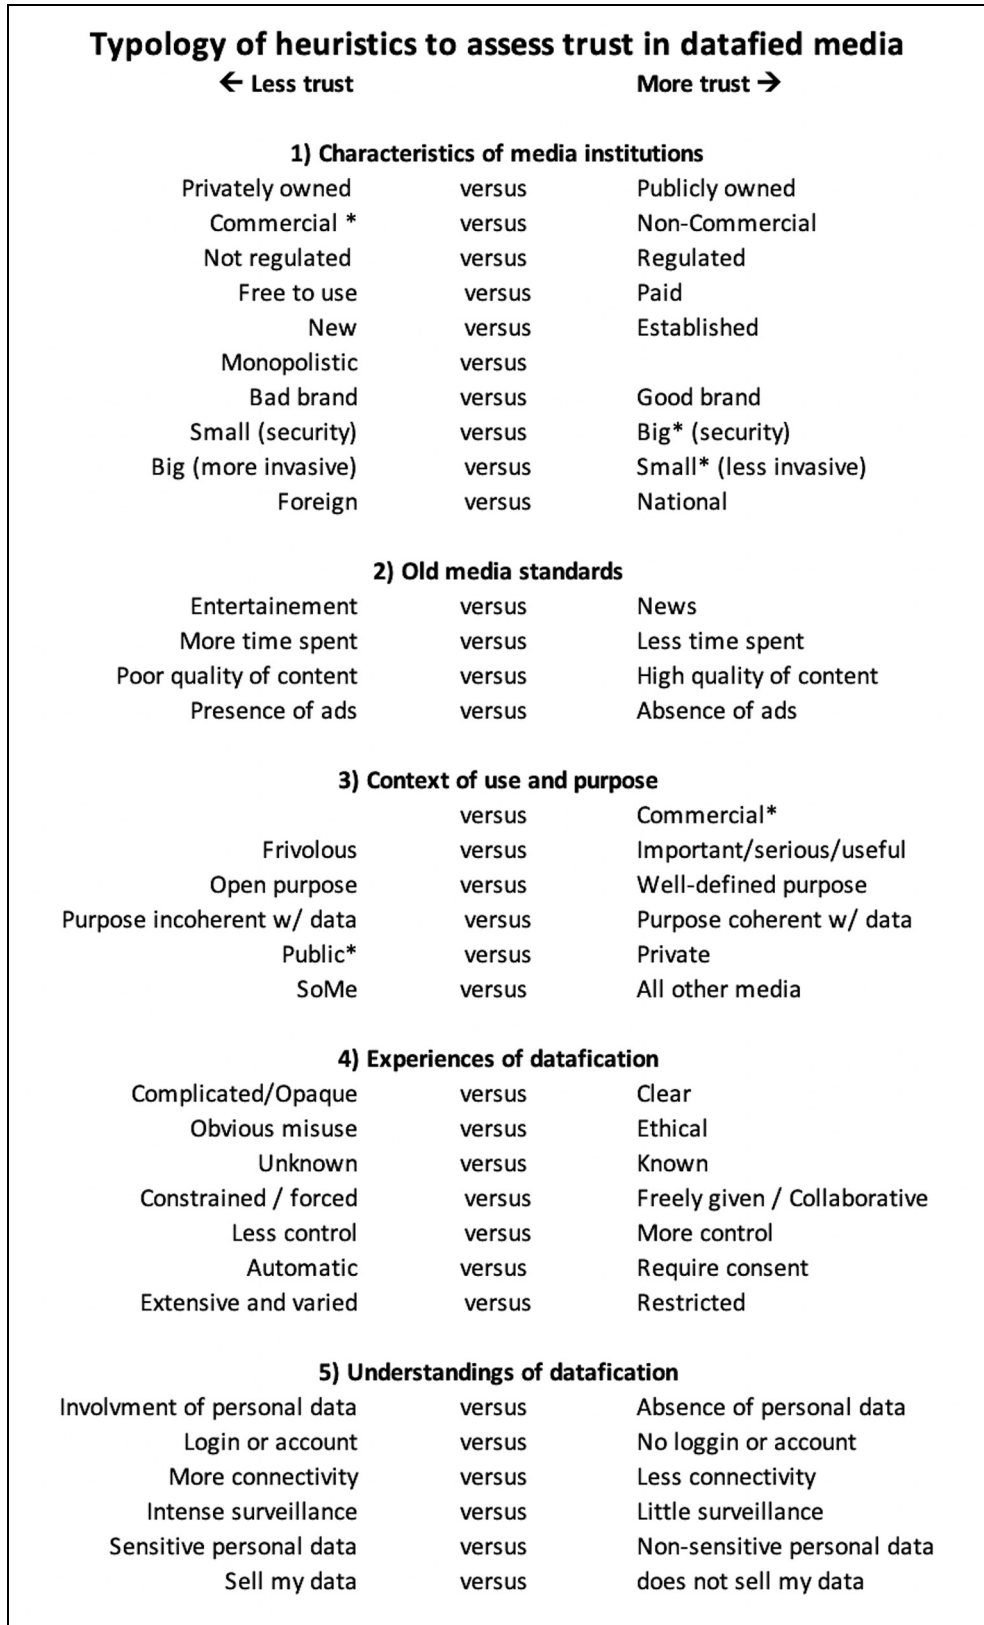 Typology of heuristics to assess trust in datafied media
← Less trust More trust →
1) Characteristics of media institutions
Privately owned versus Publicly owned
Commercial * versus Non-Commercial
Not regulated versus Regulated
Free to use versus Paid
New versus Established
Monopolistic versus
Bad brand versus Good brand
Small (security) versus Big* (security)
Big (more invasive) versus Small* (less invasive)
Foreign versus National
2) Old media standards
Entertainement versus News
More time spent versus Less time spent
Poor quality of content versus High quality of content
Presence of ads versus Absence of ads
3) Context of use and purpose
versus Commercial*
Frivolous versus Important/serious/useful
Open purpose versus Well-defined purpose
Purpose incoherent w/ data versus Purpose coherent w/ data
Public* versus Private
SoMe versus All other media
4) Experiences of datafication
Complicated/Opaque versus Clear
Obvious misuse versus Ethical
Unknown versus Known
Constrained / forced versus Freely given / Collaborative
Less control versus More control
Automatic versus Require consent
Extensive and varied versus Restricted
5) Understandings of datafication
Involvment of personal data versus Absence of personal data
Login or account versus No loggin or account
More connectivity versus Less connectivity
Intense surveillance versus Little surveillance
Sensitive personal data versus Non-sensitive personal data
Sell my data versus does not sell my data